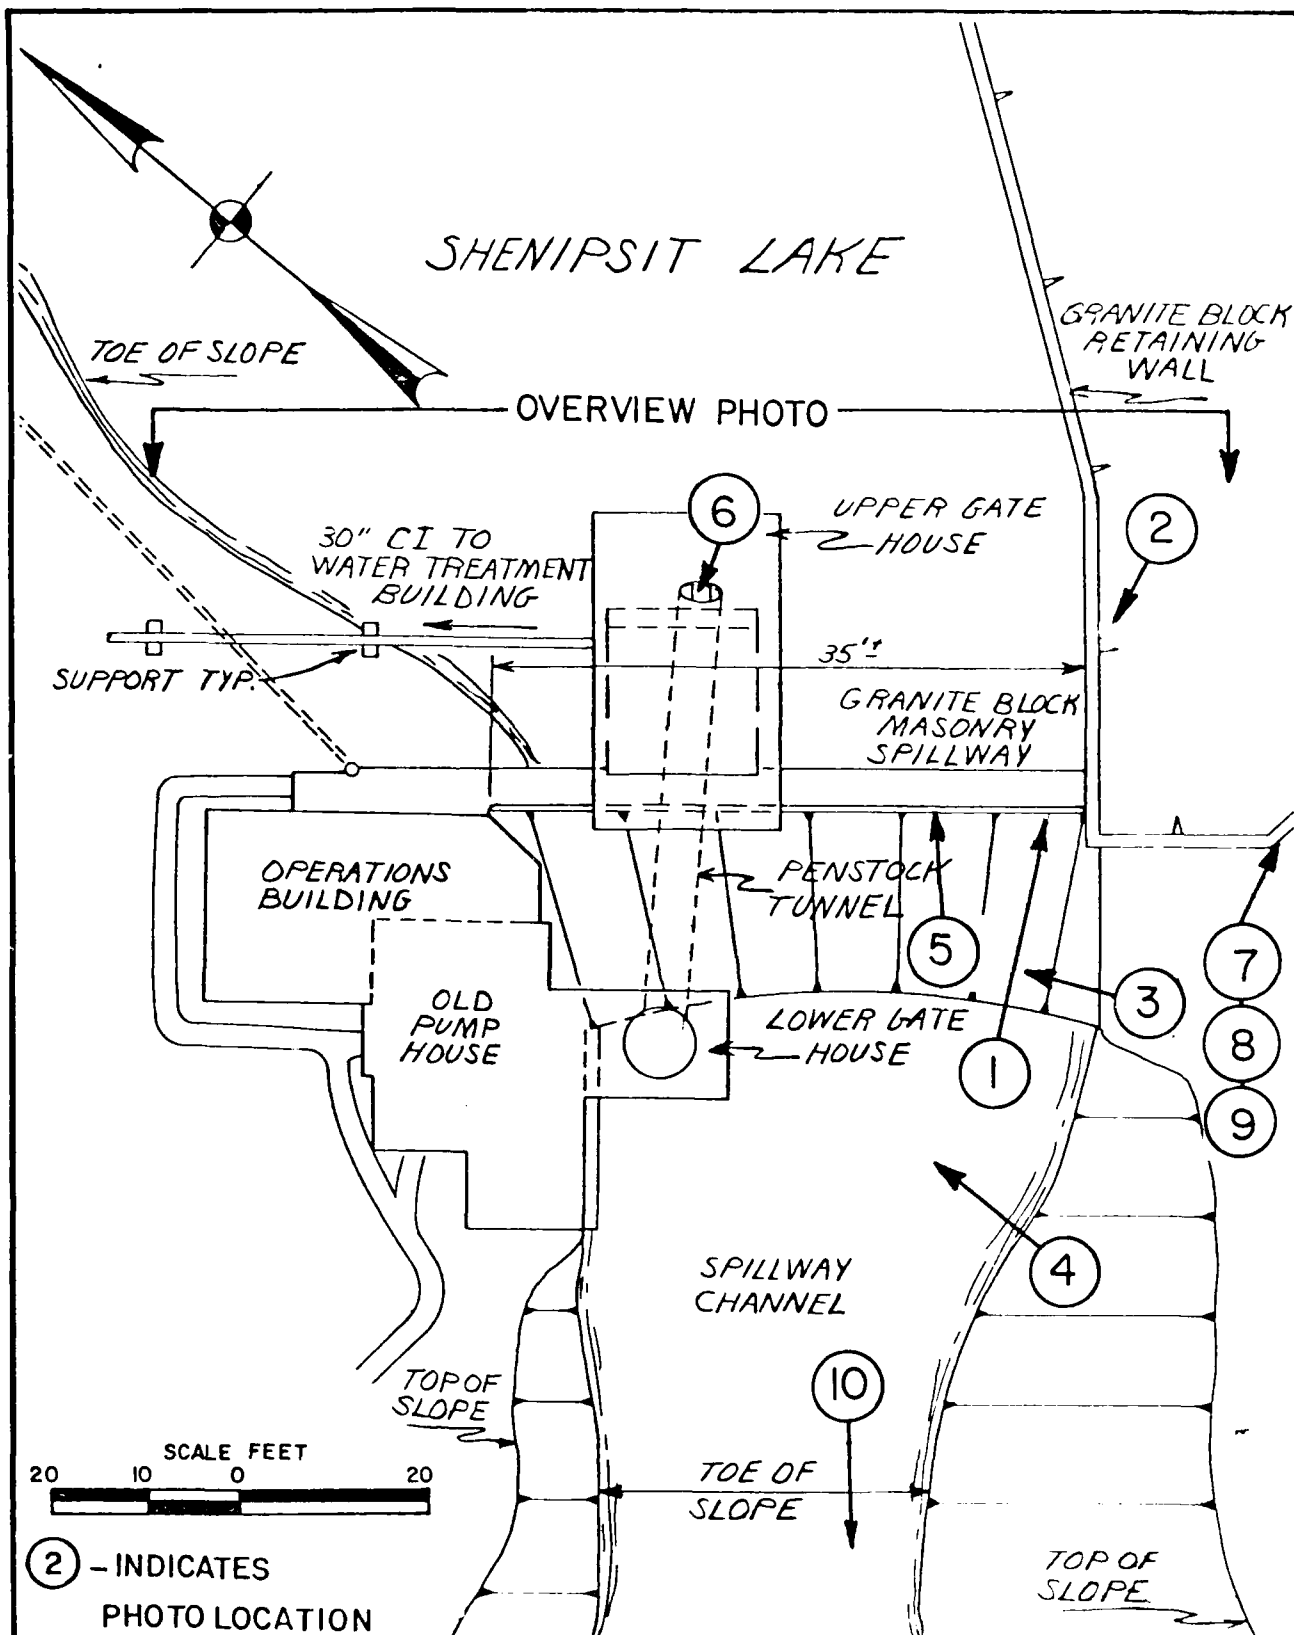 SHENIPSIT LAKE
GRANITE BLOCK
RETAINING
WALL
TOE OF SLOPE
OVERVIEW PHOTO
6
UPPER GATE
HOUSE
2
30" CI TO
WATER TREATMENT
BUILDING
35'±
SUPPORT TYP.
GRANITE BLOCK
MASONRY
SPILLWAY
OPERATIONS
BUILDING
PENSTOCK
TUNNEL
5
7
3
OLD
PUMP
HOUSE
LOWER GATE
HOUSE
8
1
9
4
SPILLWAY
CHANNEL
10
TOP OF
SLOPE
SCALE FEET
20 10 0 20
TOE OF
SLOPE
2 - INDICATES
PHOTO LOCATION
TOP OF
SLOPE